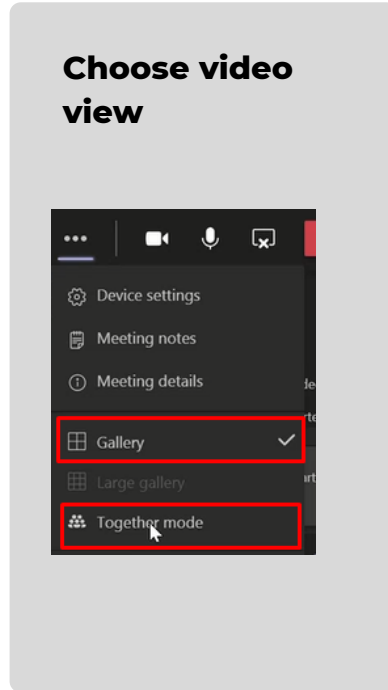 Choose video
view
Device settings
Meeting notes
Meeting details
Gallery
Large gallery
Together mode